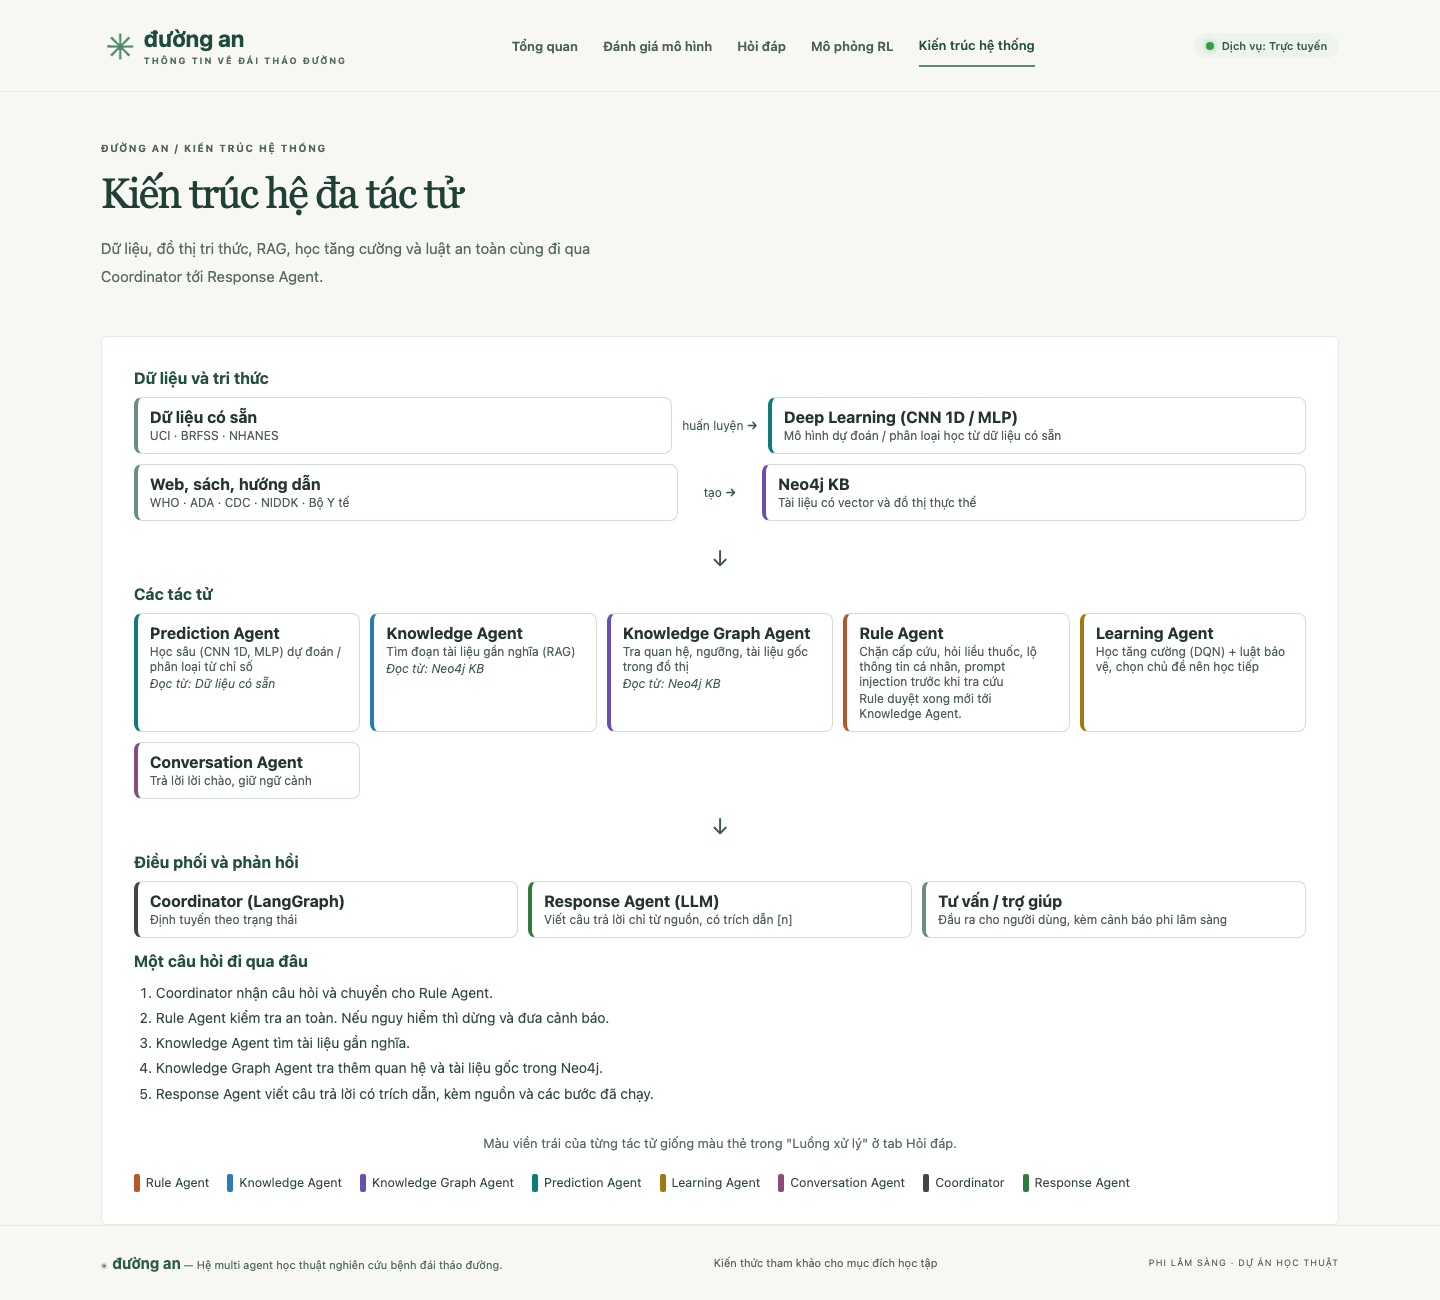 đường an
THÔNG TIN VỀ ĐÁI THÁO ĐƯỜNG
Tổng quan
Đánh giá mô hình
Hỏi đáp
Mô phỏng RL
Kiến trúc hệ thống
Dịch vụ: Trực tuyến
ĐƯỜNG AN / KIẾN TRÚC HỆ THỐNG
Kiến trúc hệ đa tác tử
Dữ liệu, đồ thị tri thức, RAG, học tăng cường và luật an toàn cùng đi qua
Coordinator tới Response Agent.
Dữ liệu và tri thức
Dữ liệu có sẵn
UCI · BRFSS · NHANES
huấn luyện →
Deep Learning (CNN 1D / MLP)
Mô hình dự đoán / phân loại học từ dữ liệu có sẵn
Web, sách, hướng dẫn
WHO · ADA · CDC · NIDDK · Bộ Y tế
tạo →
Neo4j KB
Tài liệu có vector và đồ thị thực thể
↓
Các tác tử
Prediction Agent
Học sâu (CNN 1D, MLP) dự đoán /
phân loại từ chỉ số
Đọc từ: Dữ liệu có sẵn
Knowledge Agent
Tìm đoạn tài liệu gần nghĩa (RAG)
Đọc từ: Neo4j KB
Knowledge Graph Agent
Tra quan hệ, ngưỡng, tài liệu gốc
trong đồ thị
Đọc từ: Neo4j KB
Rule Agent
Chặn cấp cứu, hỏi liều thuốc, lộ
thông tin cá nhân, prompt
injection trước khi tra cứu
Rule duyệt xong mới tới
Knowledge Agent.
Learning Agent
Học tăng cường (DQN) + luật bảo
vệ, chọn chủ đề nên học tiếp
Conversation Agent
Trả lời lời chào, giữ ngữ cảnh
↓
Điều phối và phản hồi
Coordinator (LangGraph)
Định tuyến theo trạng thái
Response Agent (LLM)
Viết câu trả lời chỉ từ nguồn, có trích dẫn [n]
Tư vấn / trợ giúp
Đầu ra cho người dùng, kèm cảnh báo phi lâm sàng
Một câu hỏi đi qua đâu
1. Coordinator nhận câu hỏi và chuyển cho Rule Agent.
2. Rule Agent kiểm tra an toàn. Nếu nguy hiểm thì dừng và đưa cảnh báo.
3. Knowledge Agent tìm tài liệu gần nghĩa.
4. Knowledge Graph Agent tra thêm quan hệ và tài liệu gốc trong Neo4j.
5. Response Agent viết câu trả lời có trích dẫn, kèm nguồn và các bước đã chạy.
Màu viền trái của từng tác tử giống màu thẻ trong "Luồng xử lý" ở tab Hỏi đáp.
Rule Agent
Knowledge Agent
Knowledge Graph Agent
Prediction Agent
Learning Agent
Conversation Agent
Coordinator
Response Agent
đường an — Hệ multi agent học thuật nghiên cứu bệnh đái tháo đường.
Kiến thức tham khảo cho mục đích học tập
PHI LÂM SÀNG · DỰ ÁN HỌC THUẬT